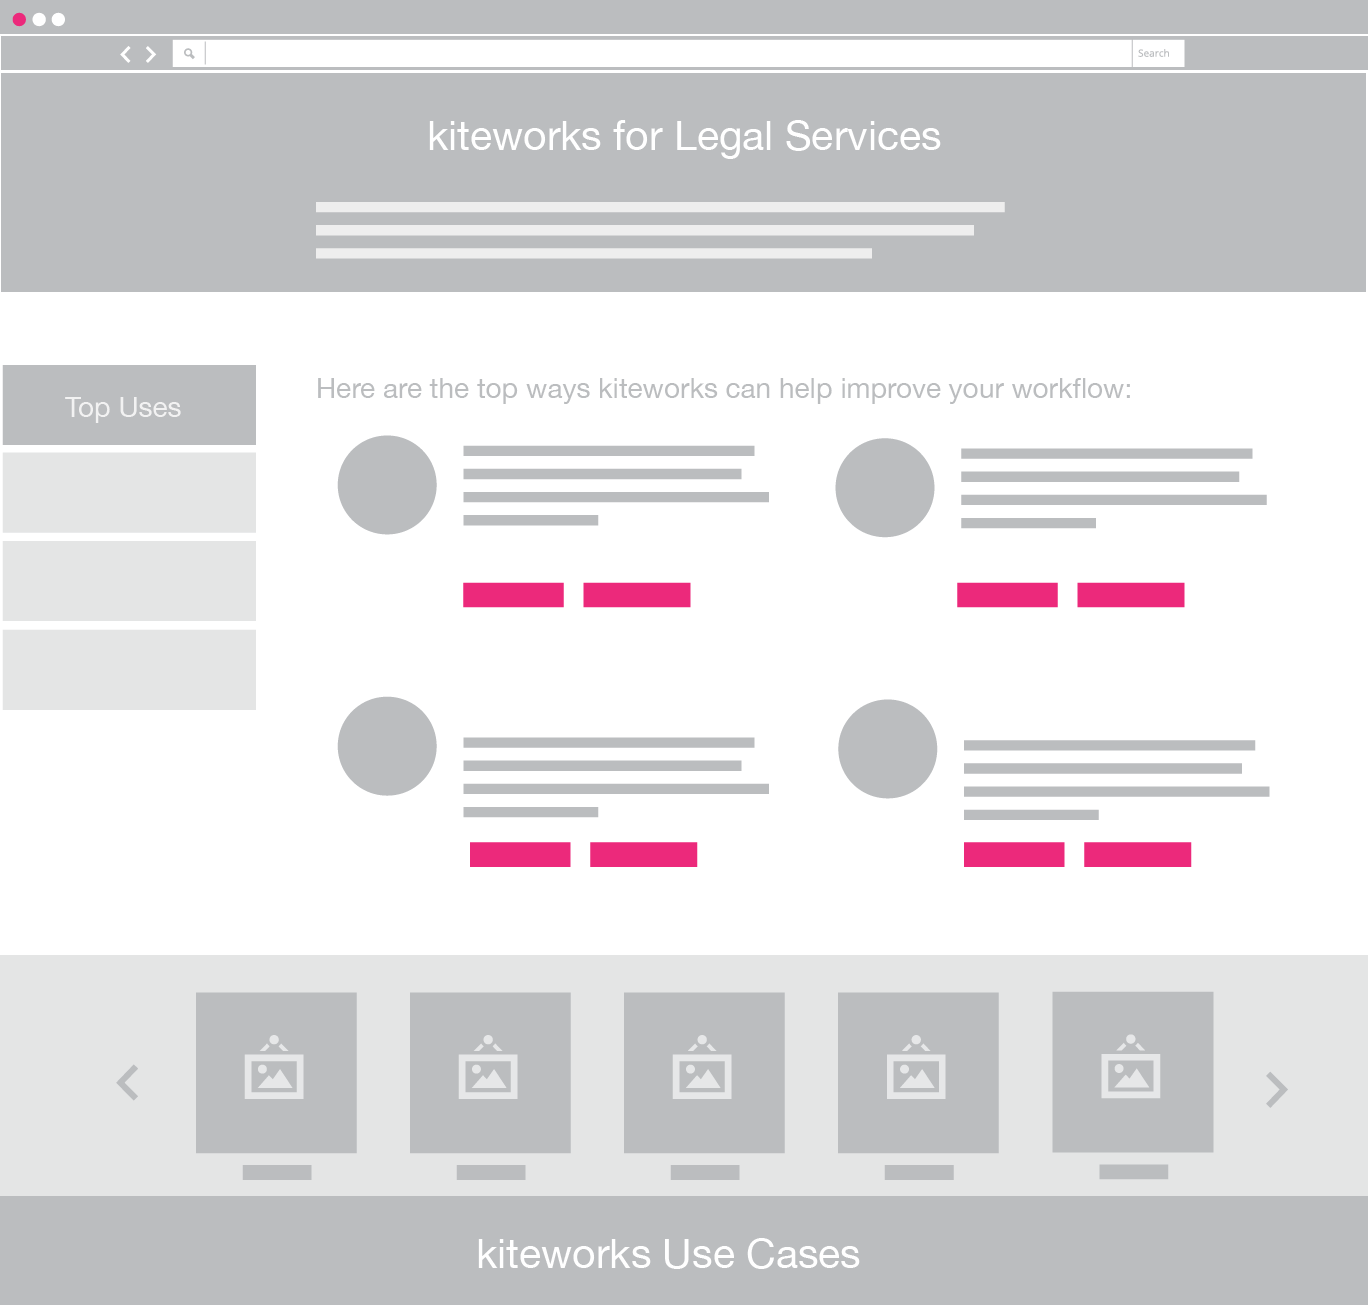 Search
kiteworks for Legal Services
Top Uses
Here are the top ways kiteworks can help improve your workflow:
kiteworks Use Cases